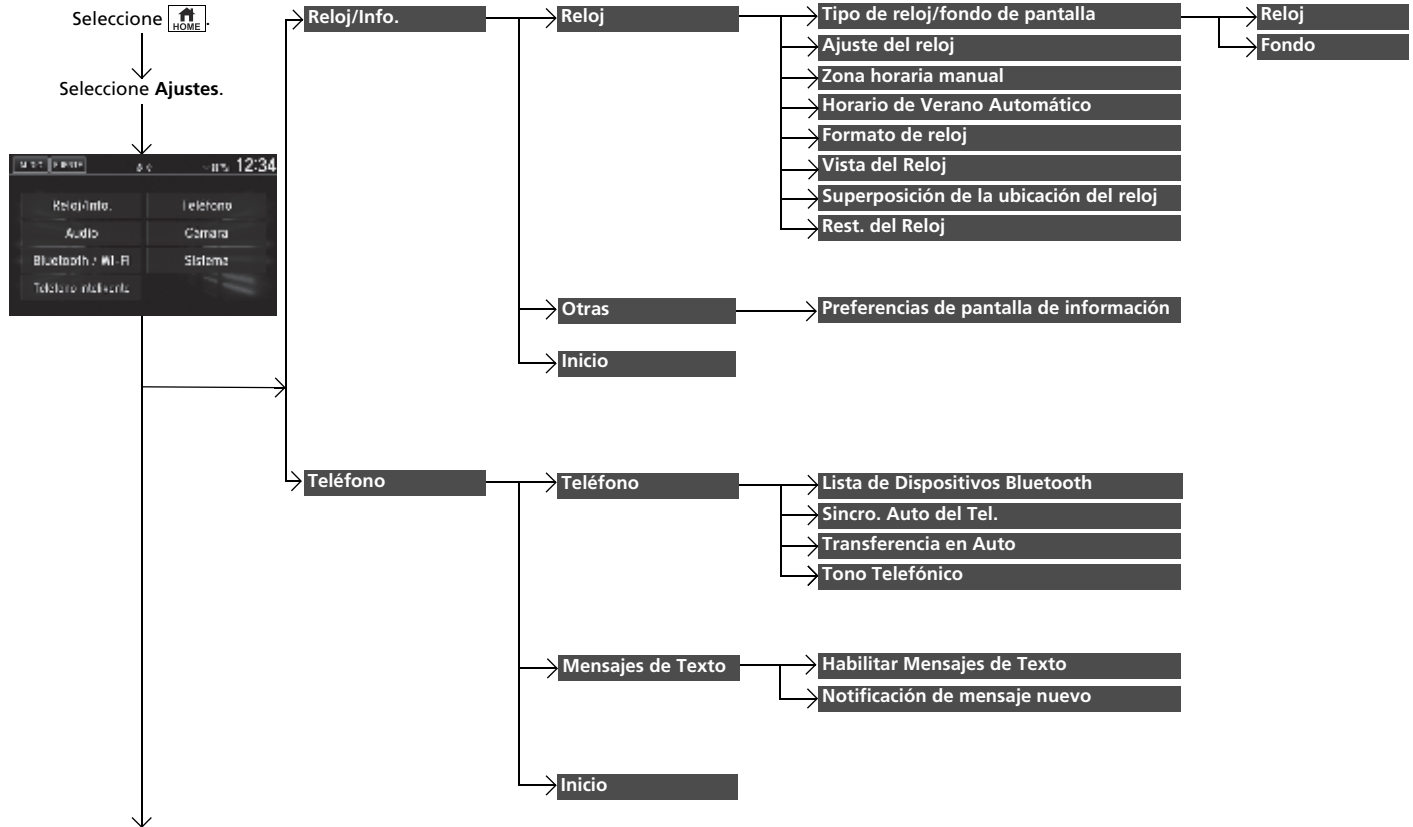 Seleccione HOME.
Seleccione Ajustes.
12:34
Reloj/Info.
Teléfono
Audio
Cámara
Bluetooth / Wi-Fi
Sistema
Teléfono inteligente
Reloj/Info.
Reloj
Tipo de reloj/fondo de pantalla
Reloj
Fondo
Ajuste del reloj
Zona horaria manual
Horario de Verano Automático
Formato de reloj
Vista del Reloj
Superposición de la ubicación del reloj
Rest. del Reloj
Otras
Preferencias de pantalla de información
Inicio
Teléfono
Teléfono
Lista de Dispositivos Bluetooth
Sincro. Auto del Tel.
Transferencia en Auto
Tono Telefónico
Mensajes de Texto
Habilitar Mensajes de Texto
Notificación de mensaje nuevo
Inicio